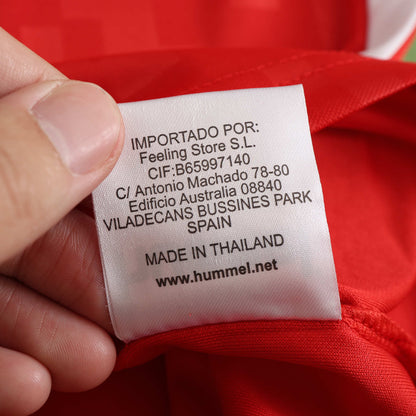 IMPORTADO POR:
Feeling Store S.L.
CIF:B65997140
C/ Antonio Machado 78-80
Edificio Australia 08840
VILADECANS BUSSINES PARK
SPAIN
MADE IN THAILAND
www.hummel.net